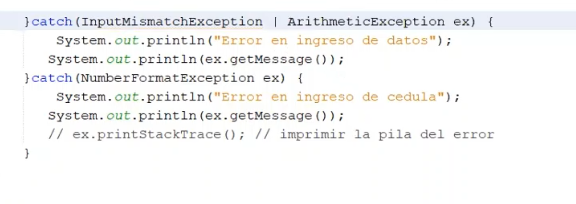 }catch(InputMismatchException | ArithmeticException ex) {
System.out.println("Error en ingreso de datos");
System.out.println(ex.getMessage());
}catch(NumberFormatException ex) {
System.out.println("Error en ingreso de cedula");
System.out.println(ex.getMessage());
// ex.printStackTrace(); // imprimir la pila del error
}